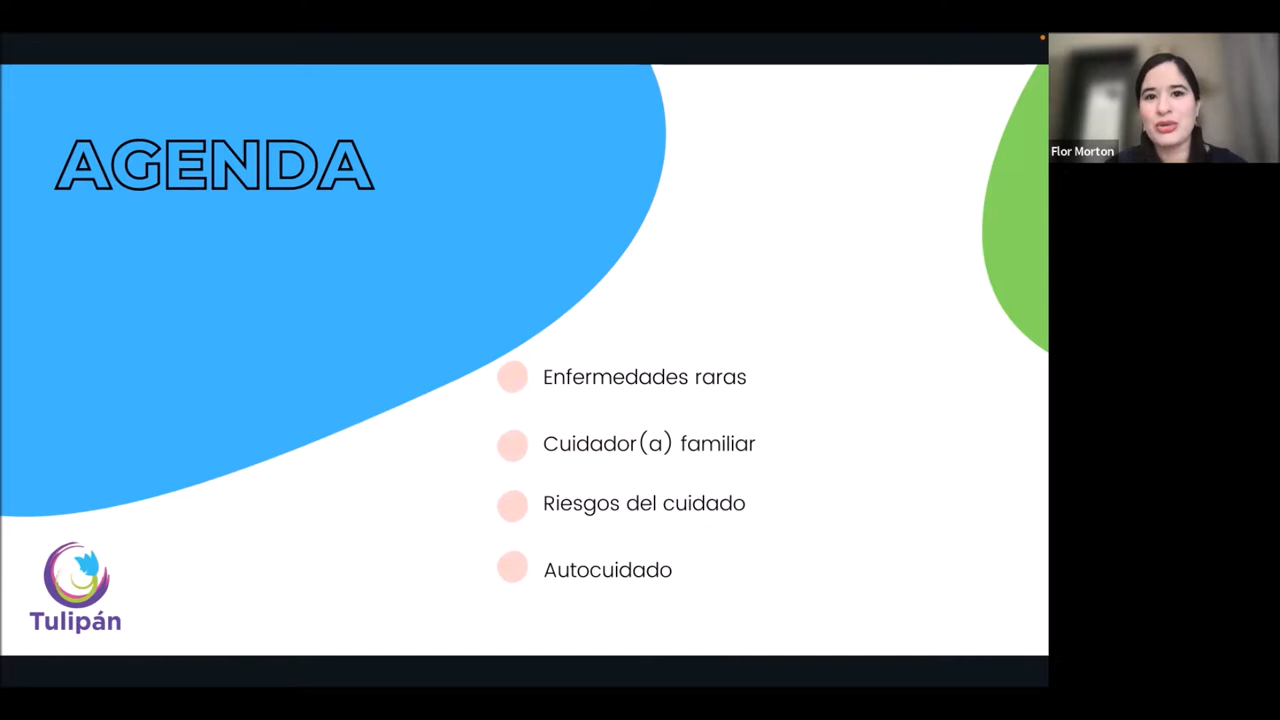 AGENDA
Flor Morton
Enfermedades raras
Cuidador(a) familiar
Riesgos del cuidado
Autocuidado
Tulipán